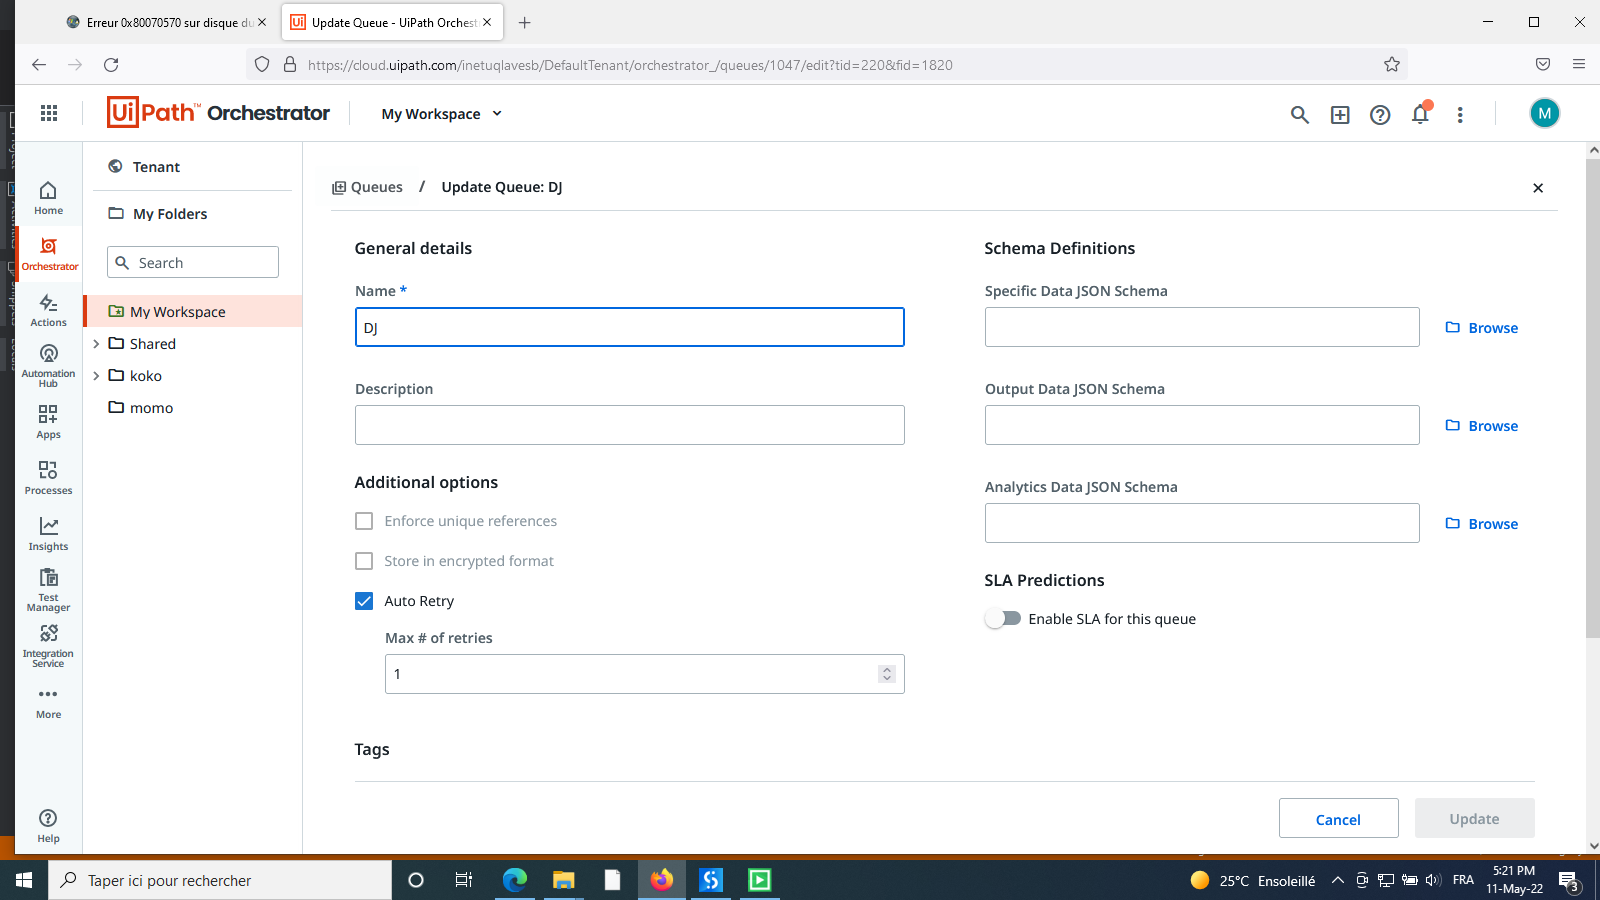 Erreur 0x80070570 sur disque du
Update Queue - UiPath Orchest
https://cloud.uipath.com/inetuqlavesb/DefaultTenant/orchestrator_/queues/1047/edit?tid=220&fid=1820
UiPath™ Orchestrator
My Workspace
M
Home
Orchestrator
Actions
Automation
Hub
Apps
Processes
Insights
Test
Manager
Integration
Service
More
Help
Tenant
My Folders
Search
My Workspace
Shared
koko
momo
Queues / Update Queue: DJ
General details
Name *
DJ
Description
Additional options
Enforce unique references
Store in encrypted format
Auto Retry
Max # of retries
1
Tags
Schema Definitions
Specific Data JSON Schema
Browse
Output Data JSON Schema
Browse
Analytics Data JSON Schema
Browse
SLA Predictions
Enable SLA for this queue
Cancel
Update
Taper ici pour rechercher
25°C Ensoleillé
FRA
5:21 PM
11-May-22
3